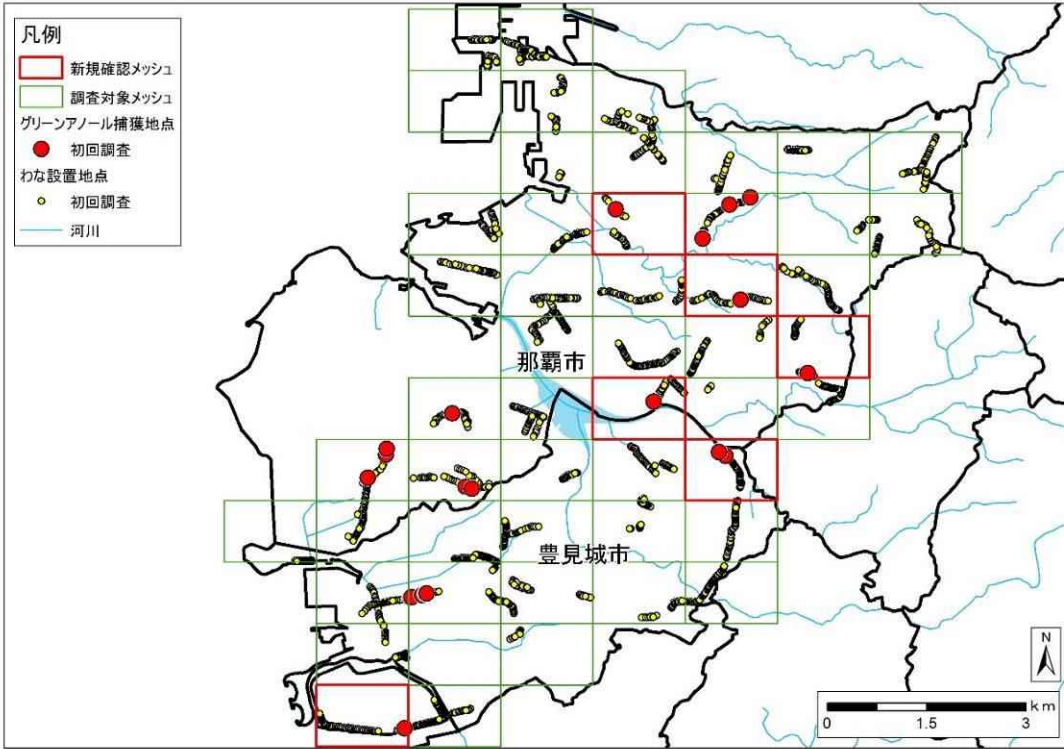 凡例
新規確認メッシュ
調査対象メッシュ
グリーンアノール捕獲地点
初回調査
わな設置地点
初回調査
河川
那覇市
豊見城市
N
km
0 1.5 3